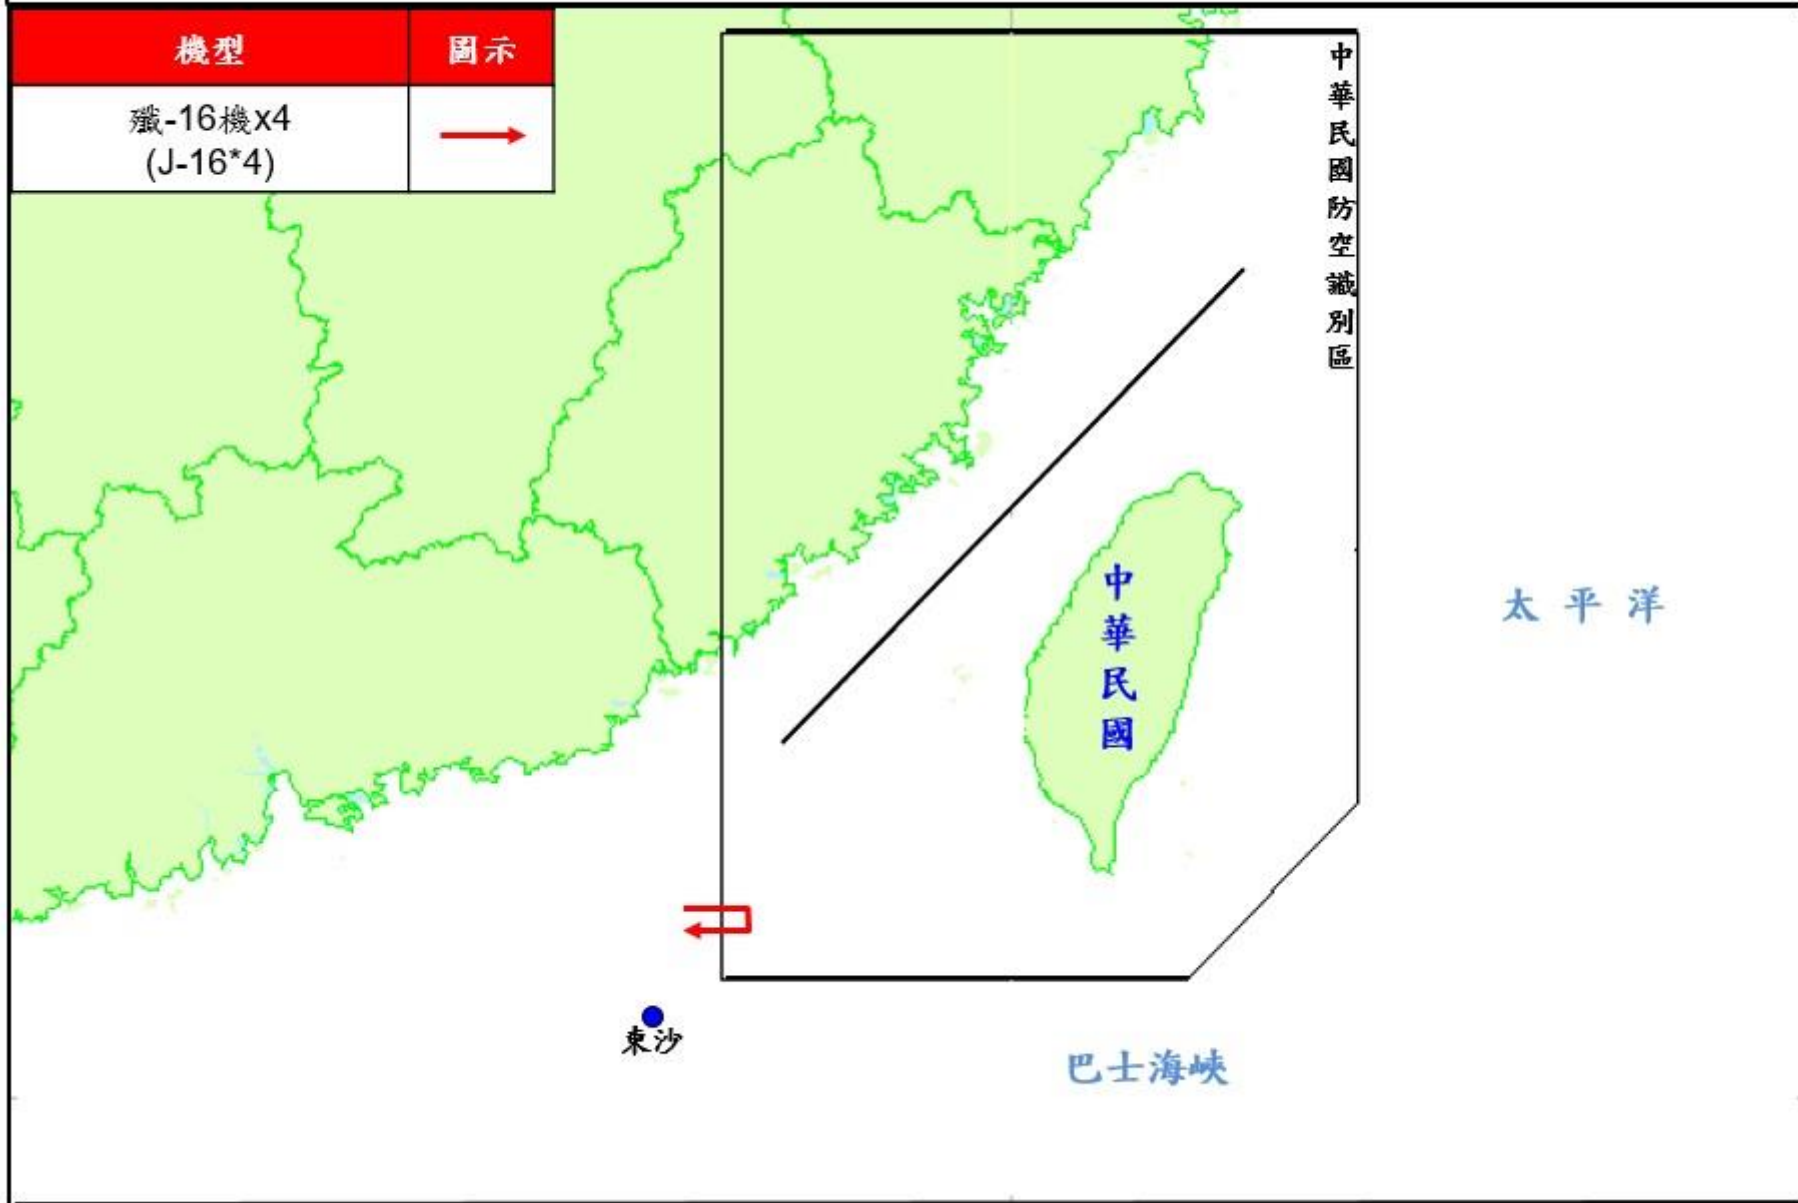 機型
圖示
殲-16機x4
(J-16*4)
中華民國防空識別區
中華民國
太平洋
東沙
巴士海峽